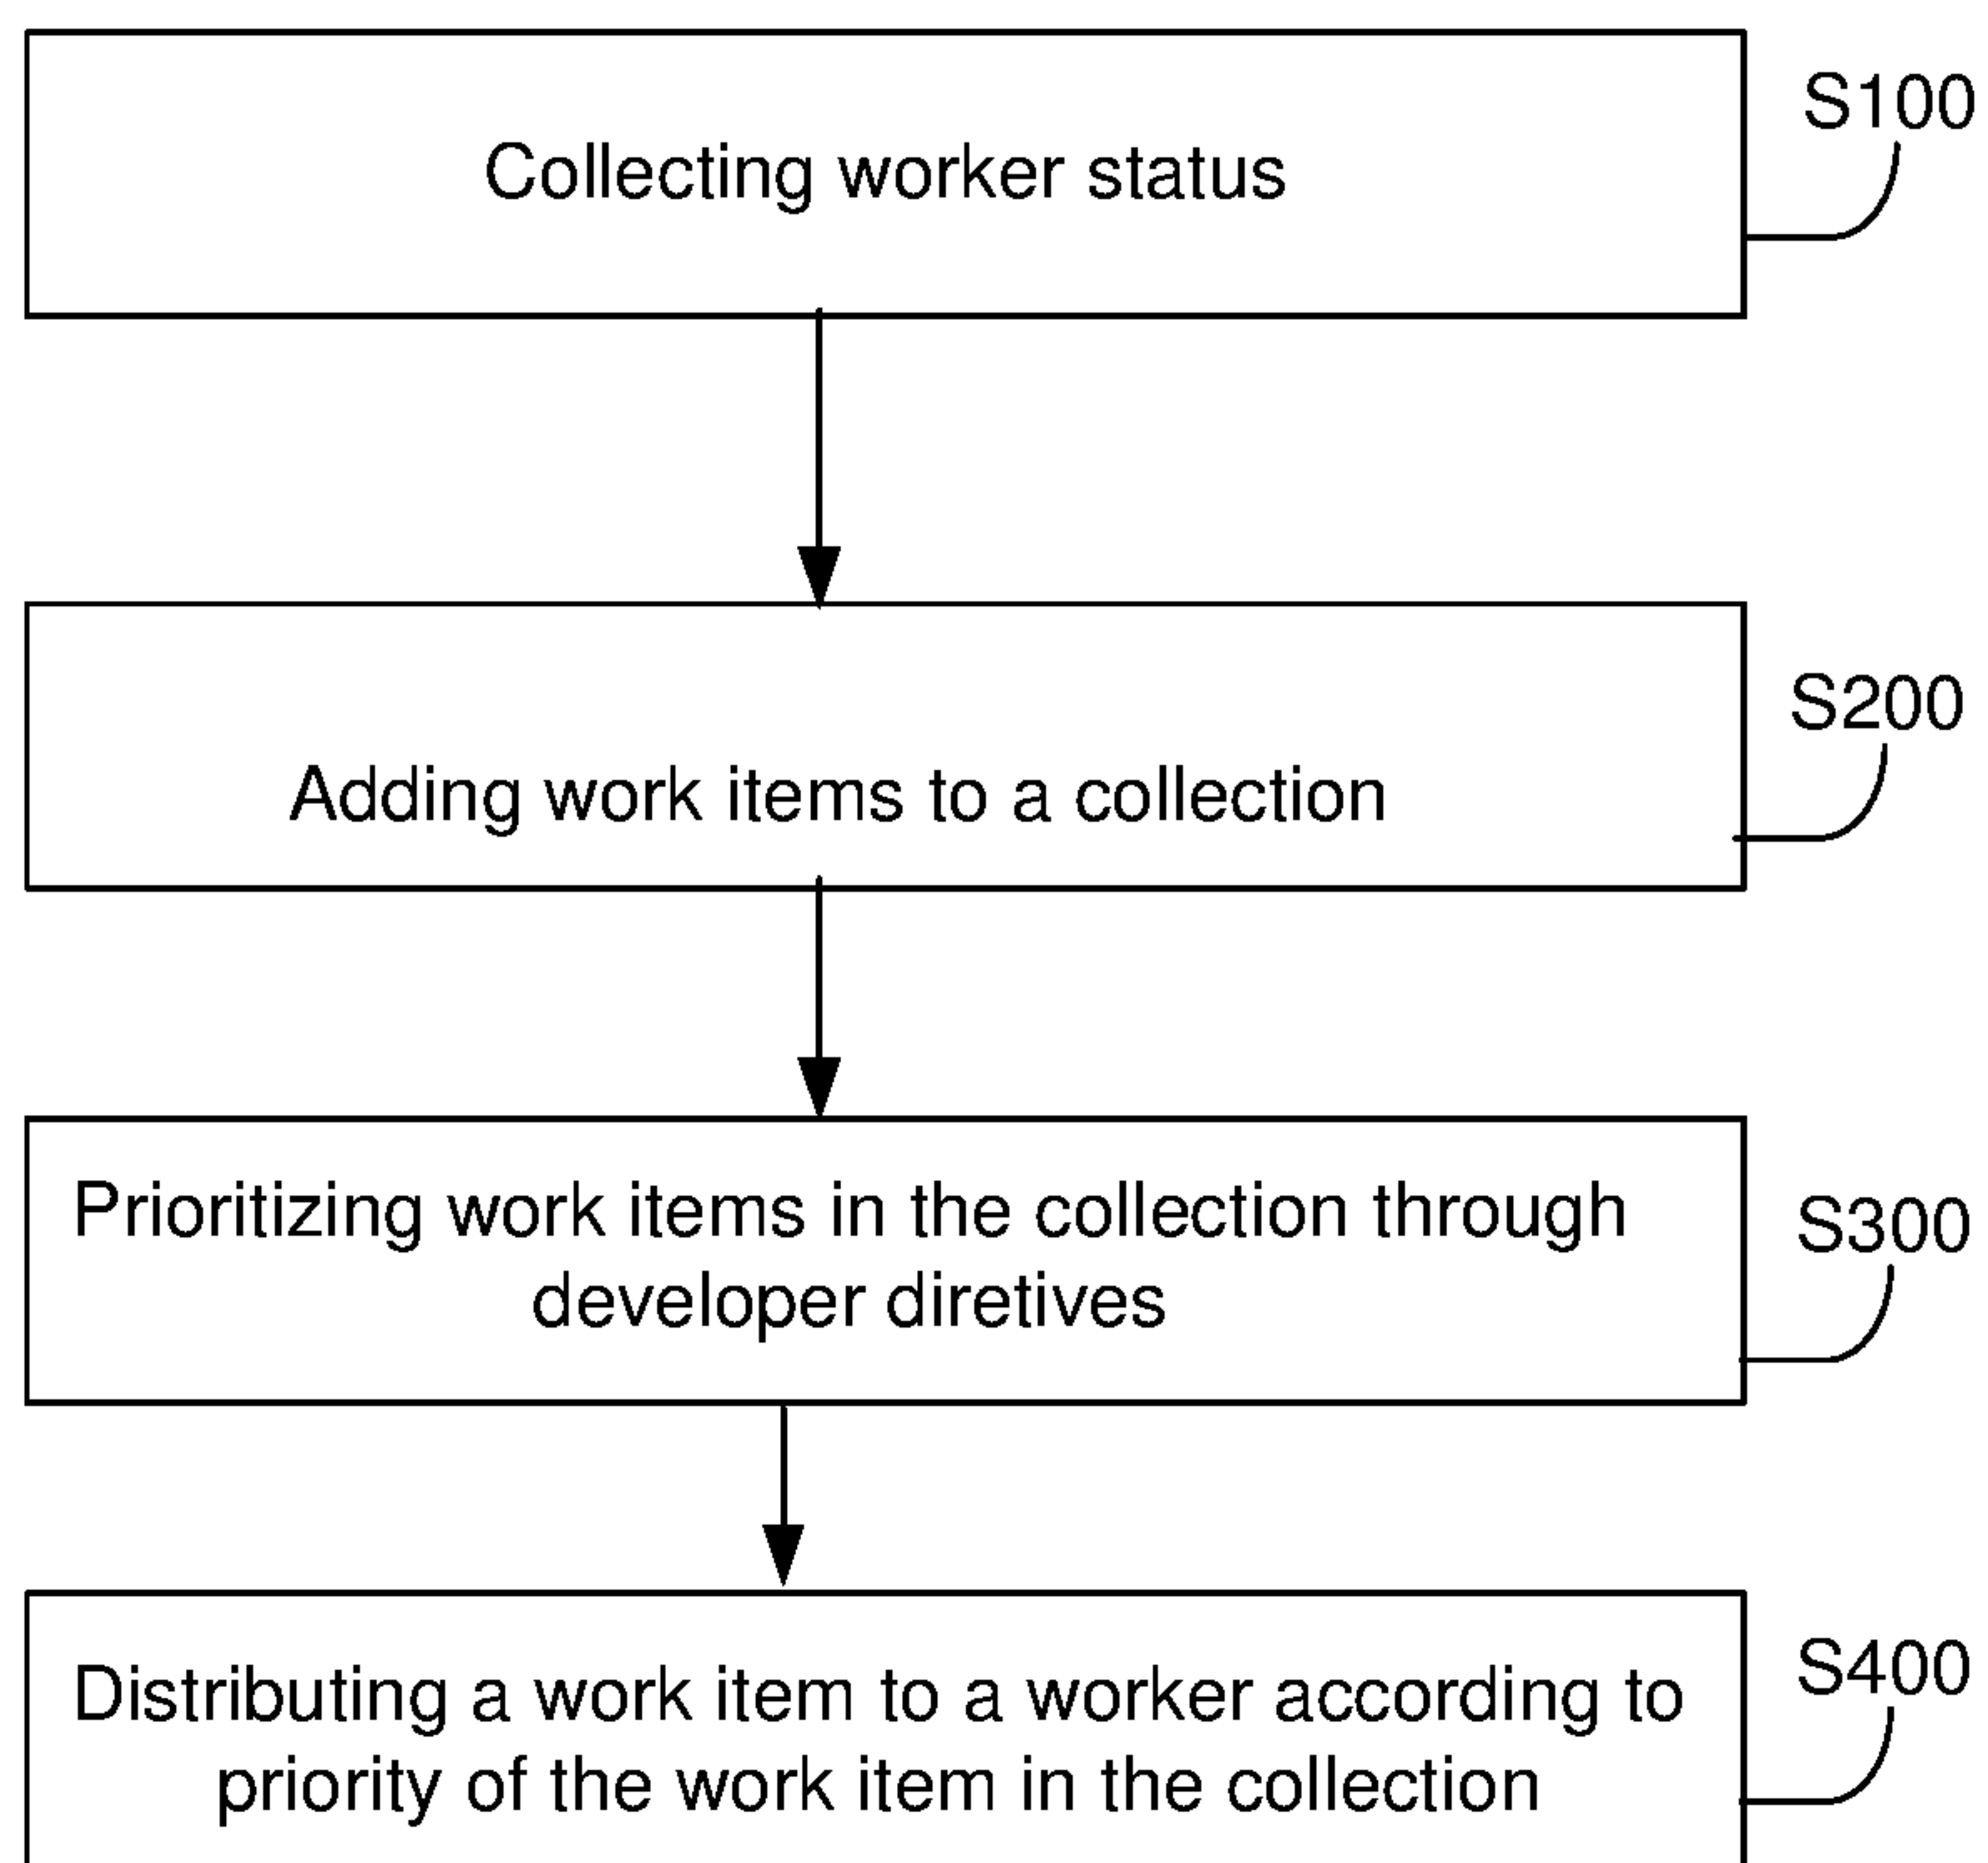 S100
Collecting worker status
S200
Adding work items to a collection
Prioritizing work items in the collection through
S300
developer diretives
S400
Distributing a work item to a worker according to
priority of the work item in the collection